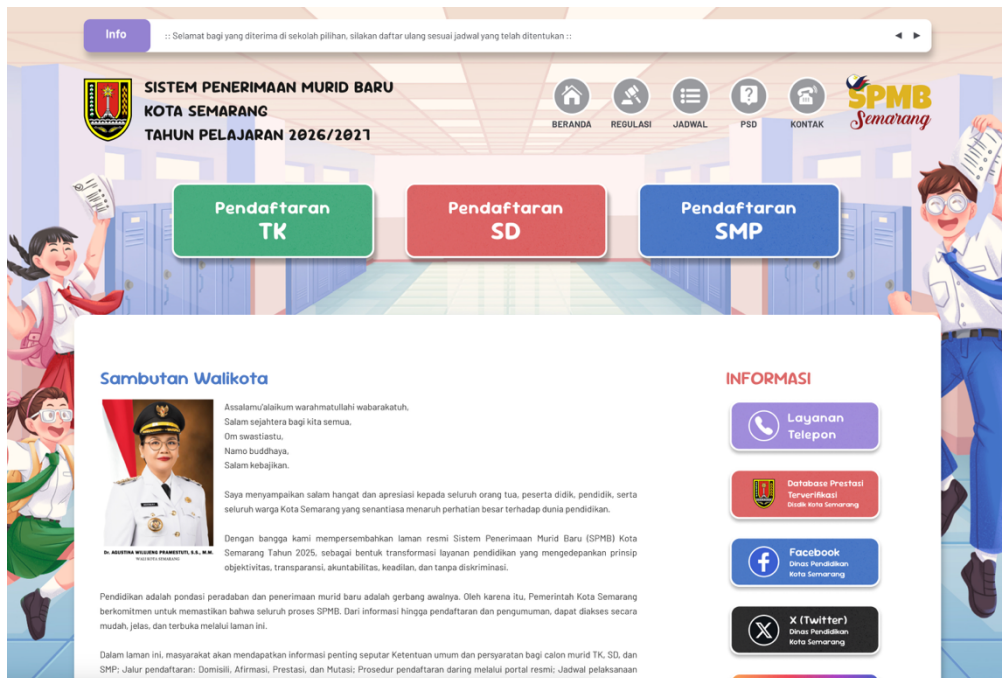 Info
:: Selamat bagi yang diterima di sekolah pilihan, silakan daftar ulang sesuai jadwal yang telah ditentukan ::
SISTEM PENERIMAAN MURID BARU
KOTA SEMARANG
TAHUN PELAJARAN 2026/2027
BERANDA
REGULASI
JADWAL
PSD
KONTAK
SPMB
Semarang
Pendaftaran
TK
Pendaftaran
SD
Pendaftaran
SMP
Sambutan Walikota
Assalamu'alaikum warahmatullahi wabarakatuh,
Salam sejahtera bagi kita semua,
Om swastiastu,
Namo buddhaya,
Salam kebajikan.
Saya menyampaikan salam hangat dan apresiasi kepada seluruh orang tua, peserta didik, pendidik, serta
seluruh warga Kota Semarang yang senantiasa menaruh perhatian besar terhadap dunia pendidikan.
Dengan bangga kami mempersembahkan laman resmi Sistem Penerimaan Murid Baru (SPMB) Kota
Semarang Tahun 2025, sebagai bentuk transformasi layanan pendidikan yang mengedepankan prinsip
objektivitas, transparansi, akuntabilitas, keadilan, dan tanpa diskriminasi.
Dr. AGUSTINA WILUJENG PRAMESTUTI, S.S., M.M.
WALI KOTA SEMARANG
Pendidikan adalah pondasi peradaban dan penerimaan murid baru adalah gerbang awalnya. Oleh karena itu, Pemerintah Kota Semarang
berkomitmen untuk memastikan bahwa seluruh proses SPMB. Dari informasi hingga pendaftaran dan pengumuman, dapat diakses secara
mudah, jelas, dan terbuka melalui laman ini.
Dalam laman ini, masyarakat akan mendapatkan informasi penting seputar Ketentuan umum dan persyaratan bagi calon murid TK, SD, dan
SMP; Jalur pendaftaran: Domisili, Afirmasi, Prestasi, dan Mutasi; Prosedur pendaftaran daring melalui portal resmi; Jadwal pelaksanaan
INFORMASI
Layanan
Telepon
Database Prestasi
Terverifikasi
Disdik Kota Semarang
Facebook
Dinas Pendidikan
Kota Semarang
X (Twitter)
Dinas Pendidikan
Kota Semarang